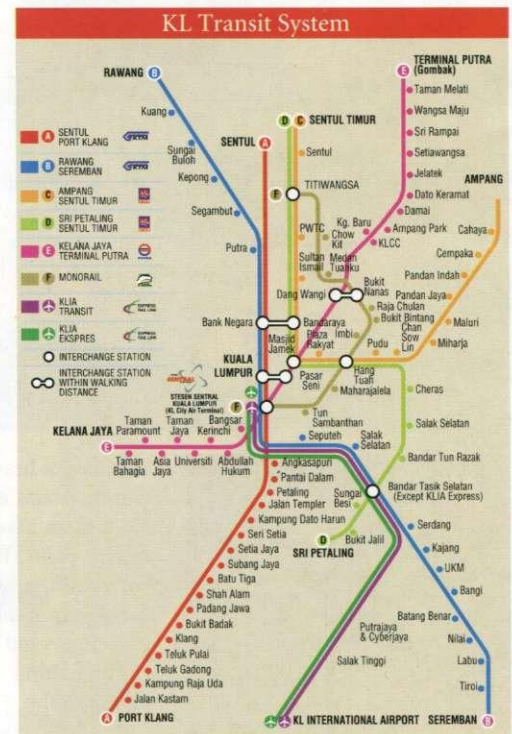 KL Transit System
RAWANG B
Kuang
Sungai
Buloh
Kepong
Segambut
Putra
Bank Negara
KUALA
LUMPUR
A SENTUL
PORT KLANG
B RAWANG
SEREMBAN
C AMPANG
SENTUL TIMUR
D SRI PETALING
SENTUL TIMUR
E KELANA JAYA
TERMINAL PUTRA
F MONORAIL
KLIA
TRANSIT
KLIA
EKSPRES
INTERCHANGE STATION
INTERCHANGE STATION
WITHIN WALKING
DISTANCE
STESEN SENTRAL
KUALA LUMPUR
(KL City Air Terminal)
F
SENTUL A
D C SENTUL TIMUR
Sentul
F TITIWANGSA
PWTC
Chow
Kit
Sultan
Ismail
Medan
Tuanku
Kg. Baru
Dang Wangi
Bukit
Nanas
Bandaraya
Masjid
Jamek
Plaza
Rakyat
Raja Chulan
Bukit Bintang
Imbi
Pudu
Chan
Sow
Lin
Hang
Tuah
Pasar
Seni
Maharajalela
Tun
Sambanthan
TERMINAL PUTRA
(Gombak)
E
Taman Melati
Wangsa Maju
Sri Rampai
Setiawangsa
Jelatek
Dato Keramat
Damai
Ampang Park
KLCC
AMPANG
Cahaya
Cempaka
Pandan Indah
Pandan Jaya
Maluri
Miharja
Cheras
Salak Selatan
Bandar Tun Razak
Bandar Tasik Selatan
(Except KLIA Express)
Sungai
Besi
Bukit Jalil
D
SRI PETALING
KELANA JAYA
E
Taman
Paramount
Taman
Jaya
Bangsar
Kerinchi
Taman
Bahagia
Asia
Jaya
Universiti
Abdullah
Hukum
Seputeh
Salak
Selatan
Angkasapuri
Pantai Dalam
Petaling
Jalan Templer
Kampung Dato Harun
Seri Setia
Setia Jaya
Subang Jaya
Batu Tiga
Shah Alam
Padang Jawa
Bukit Badak
Klang
Teluk Pulai
Teluk Gadong
Kampung Raja Uda
Jalan Kastam
A PORT KLANG
Serdang
Kajang
UKM
Bangi
Batang Benar
Nilai
Labu
Tiroi
Putrajaya
& Cyberjaya
Salak Tinggi
KL INTERNATIONAL AIRPORT
SEREMBAN B